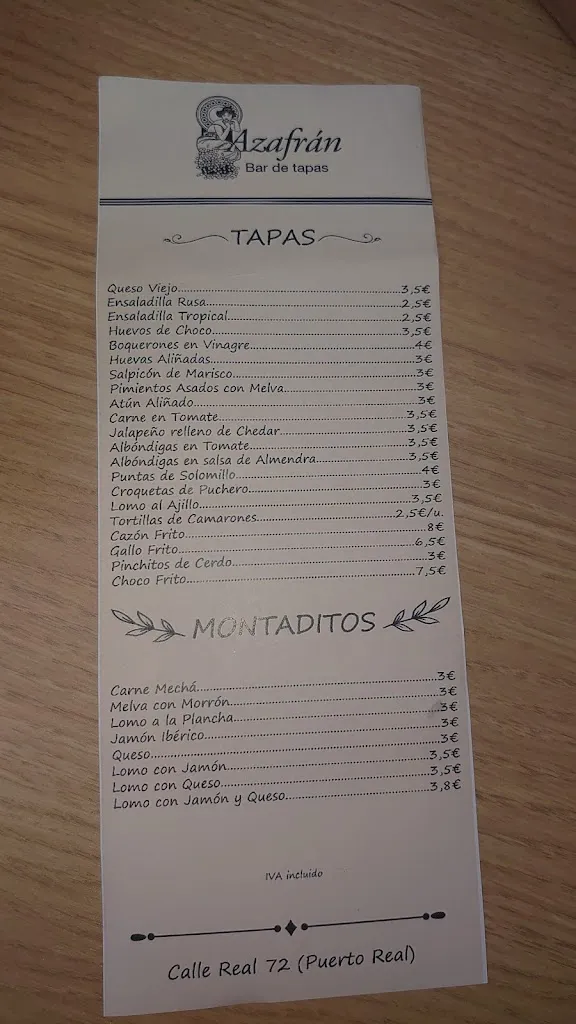 Azafrán
Bar de tapas
TAPAS
Queso Viejo 3,5€
Ensaladilla Rusa 2,5€
Ensaladilla Tropical 2,5€
Huevos de Choco 3,5€
Boquerones en Vinagre 4€
Huevas Aliñadas 3€
Salpicón de Marisco 3€
Pimientos Asados con Melva 3€
Atún Aliñado 3€
Carne en Tomate 3,5€
Jalapeño relleno de Chedar 3,5€
Albóndigas en Tomate 3,5€
Albóndigas en salsa de Almendra 3,5€
Puntas de Solomillo 4€
Croquetas de Puchero 3€
Lomo al Ajillo 3,5€
Tortillas de Camarones 2,5€/u.
Cazón Frito 8€
Gallo Frito 6,5€
Pinchitos de Cerdo 3€
Choco Frito 7,5€
MONTADITOS
Carne Mechá 3€
Melva con Morrón 3€
Lomo a la Plancha 3€
Jamón Ibérico 3€
Queso 3€
Lomo con Jamón 3,5€
Lomo con Queso 3,5€
Lomo con Jamón y Queso 3,8€
IVA incluido
Calle Real 72 (Puerto Real)